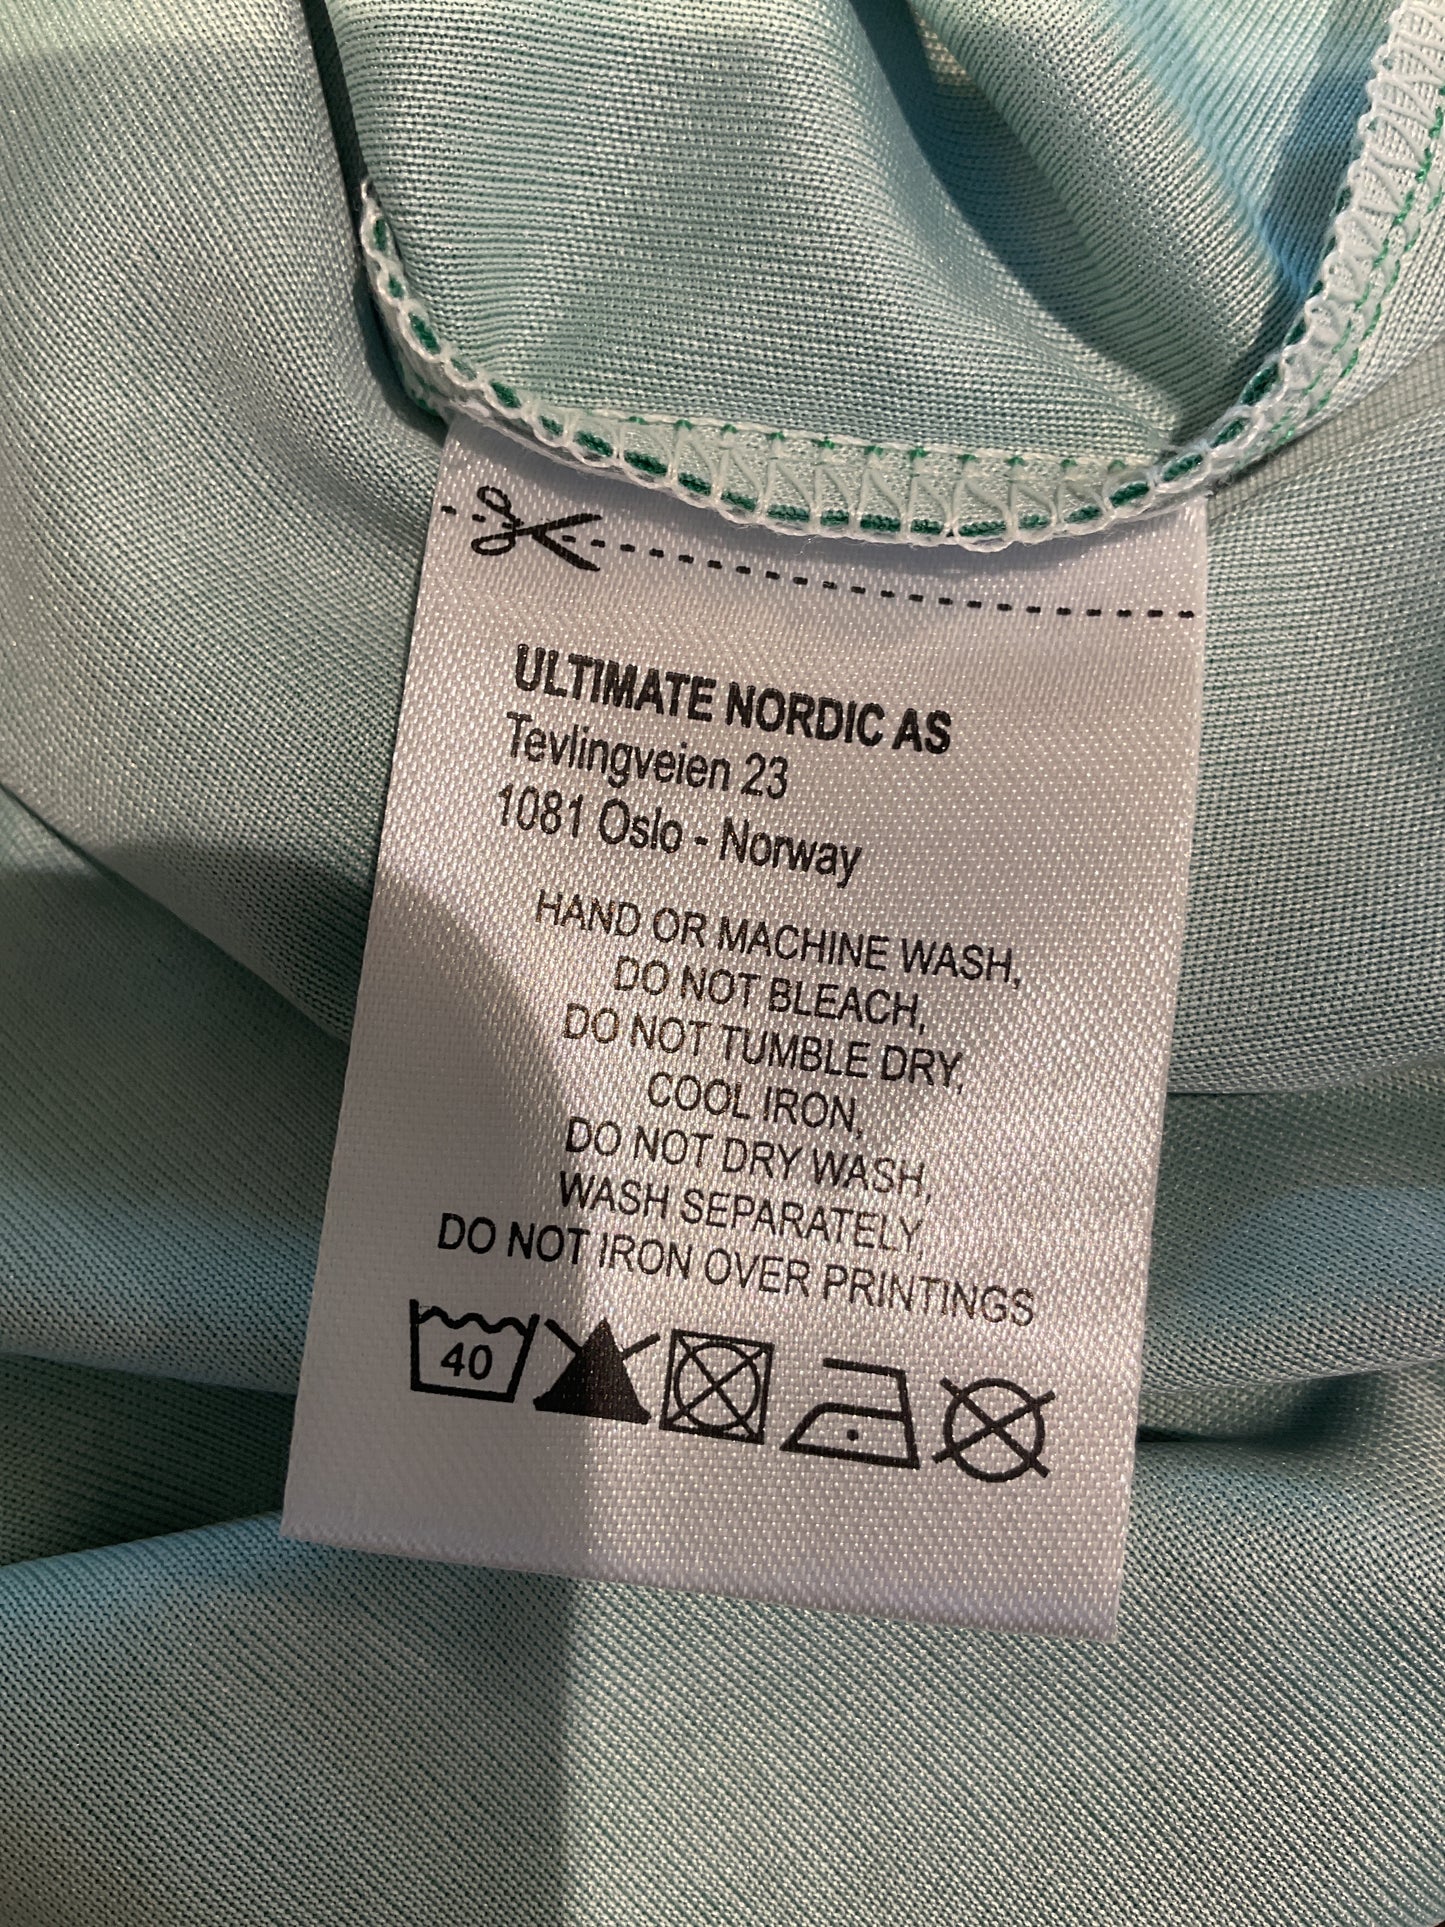 ULTIMATE NORDIC AS
Tevlingveien 23
1081 Oslo - Norway
HAND OR MACHINE WASH,
DO NOT BLEACH,
DO NOT TUMBLE DRY,
COOL IRON,
DO NOT DRY WASH,
WASH SEPARATELY,
DO NOT IRON OVER PRINTINGS
40